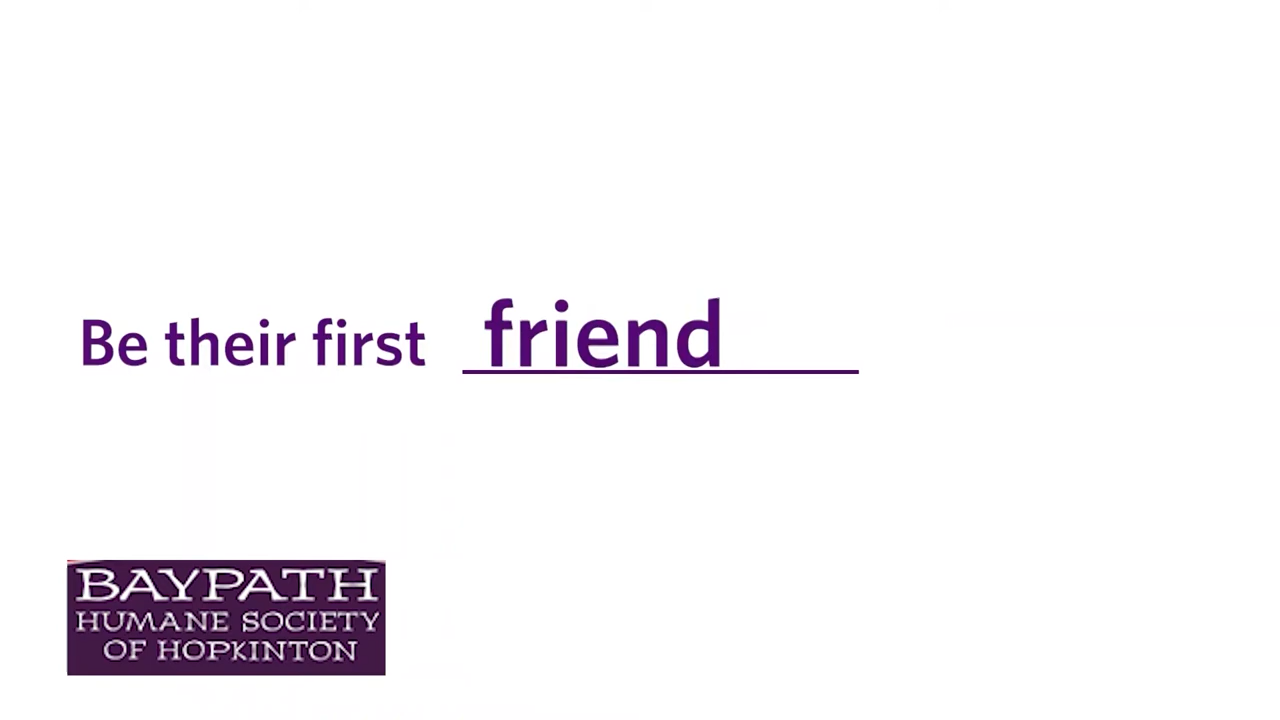 Be their first friend
BAYPATH
HUMANE SOCIETY
OF HOPKINTON